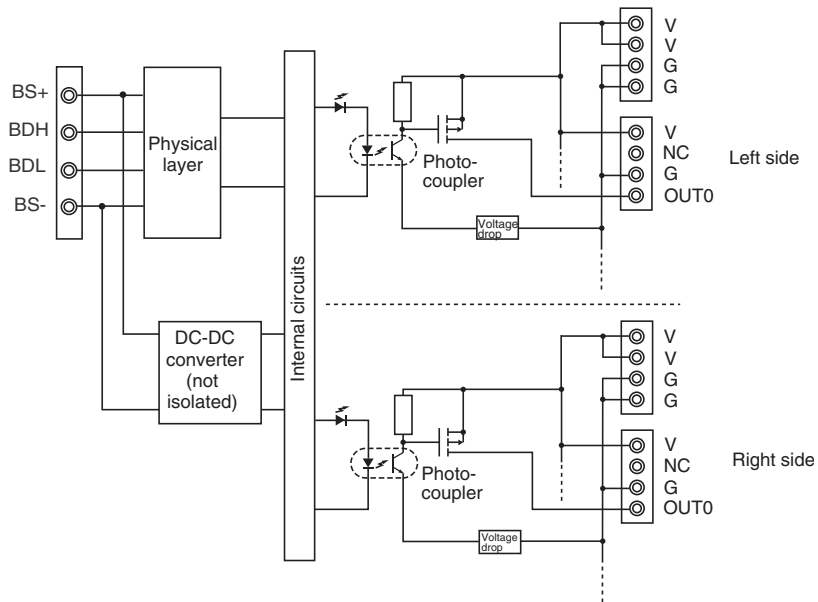 BS+
BDH
BDL
BS-
Physical
layer
DC-DC
converter
(not
isolated)
Internal circuits
Photo-
coupler
Voltage
drop
V
V
G
G
V
NC
G
OUT0
Left side
Photo-
coupler
Voltage
drop
V
V
G
G
V
NC
G
OUT0
Right side